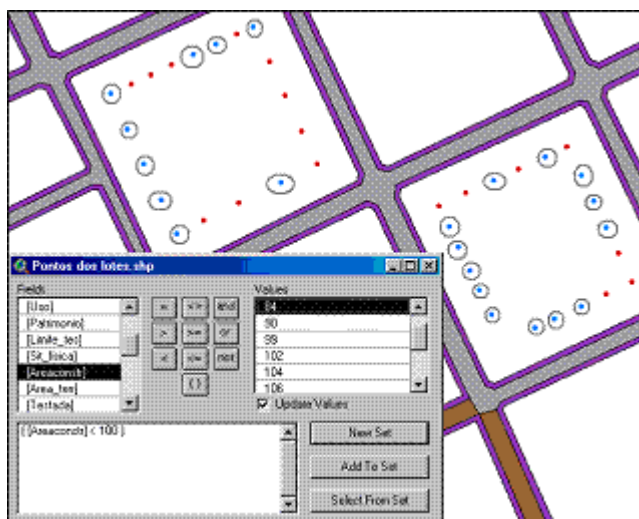 Pontos dos lotes.shp
Fields
Values
[Uso]
[Patrimonio]
[Limite_tes]
[Sit_fisica]
[Areaconstr]
[Area_ter]
[Testada]
=
<>
and
>
>=
or
<
<=
not
( )
84
90
99
102
104
106
Update Values
( [Areaconstr] < 100 )
New Set
Add To Set
Select From Set